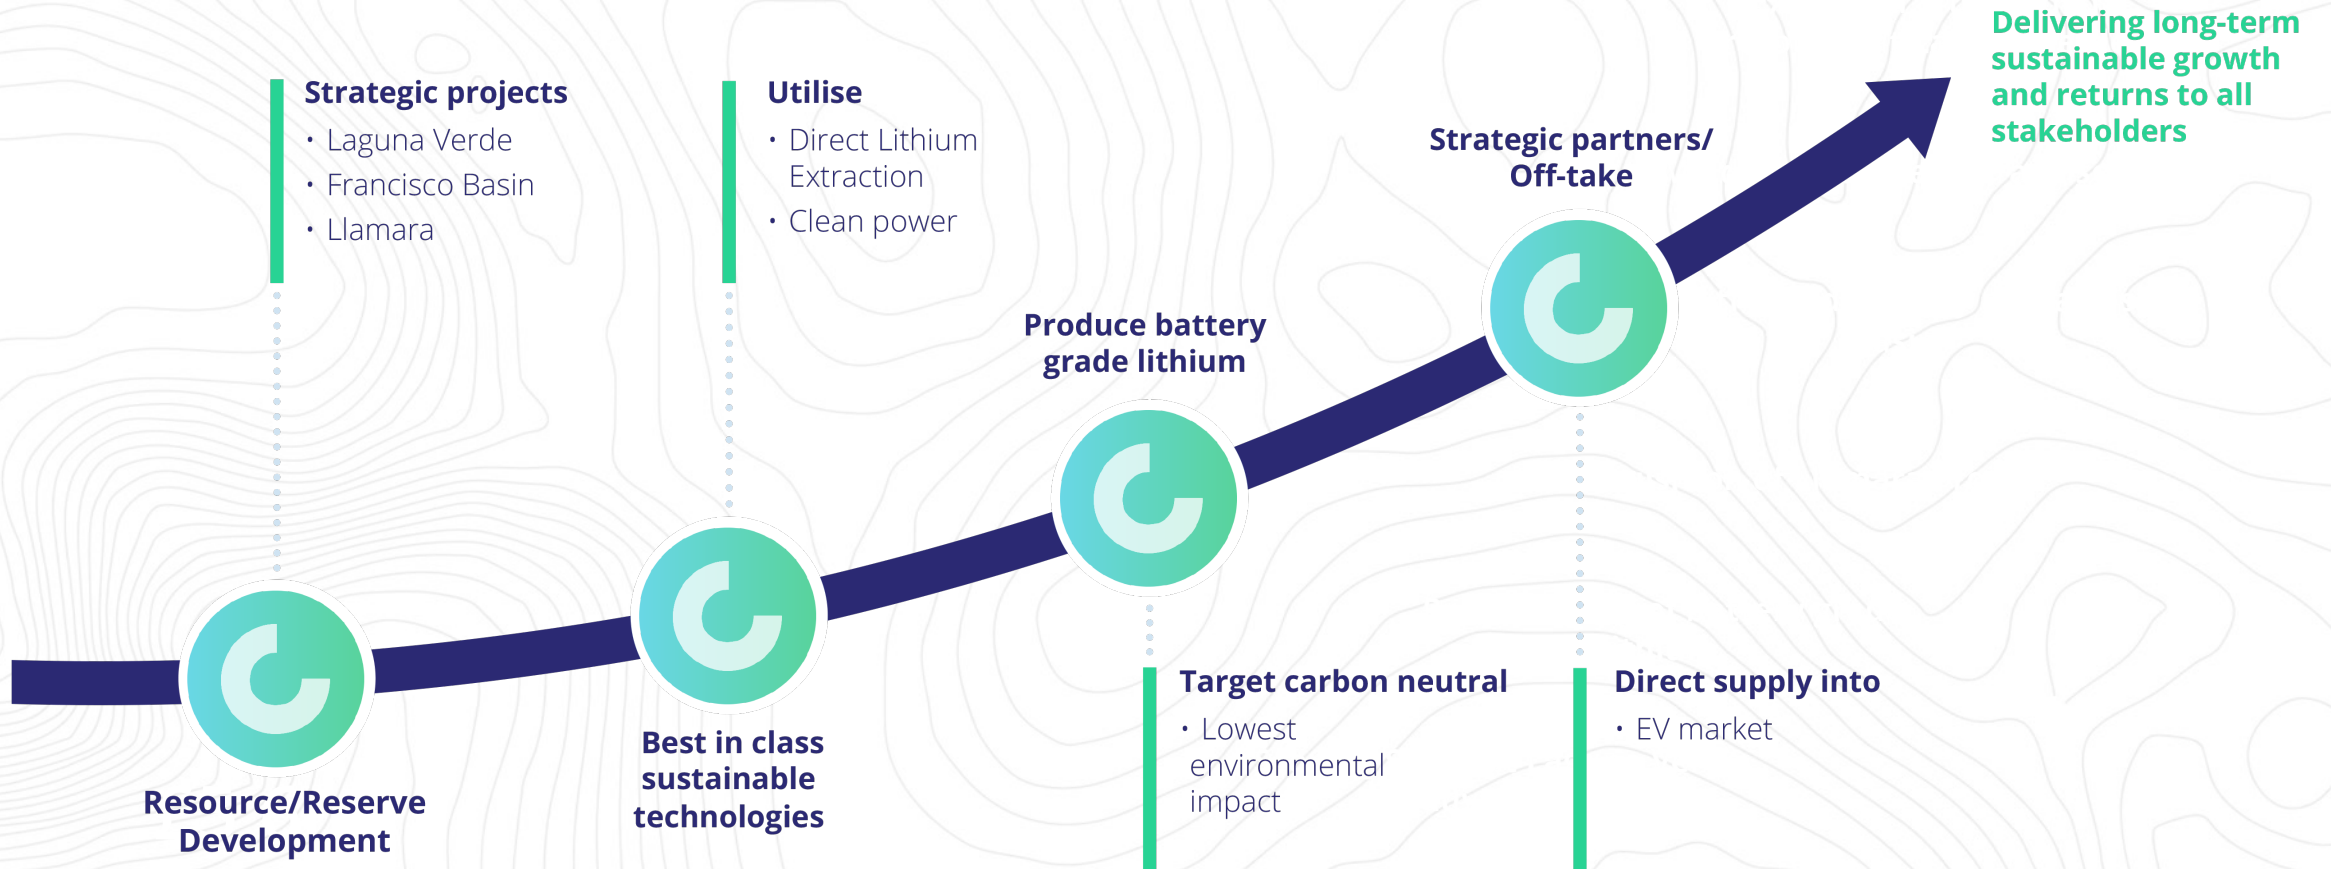 Strategic projects
• Laguna Verde
• Francisco Basin
• Llamara
Resource/Reserve
Development
Utilise
• Direct Lithium
Extraction
• Clean power
Best in class
sustainable
technologies
Produce battery
grade lithium
Target carbon neutral
• Lowest
environmental
impact
Strategic partners/
Off-take
Direct supply into
• EV market
Delivering long-term
sustainable growth
and returns to all
stakeholders